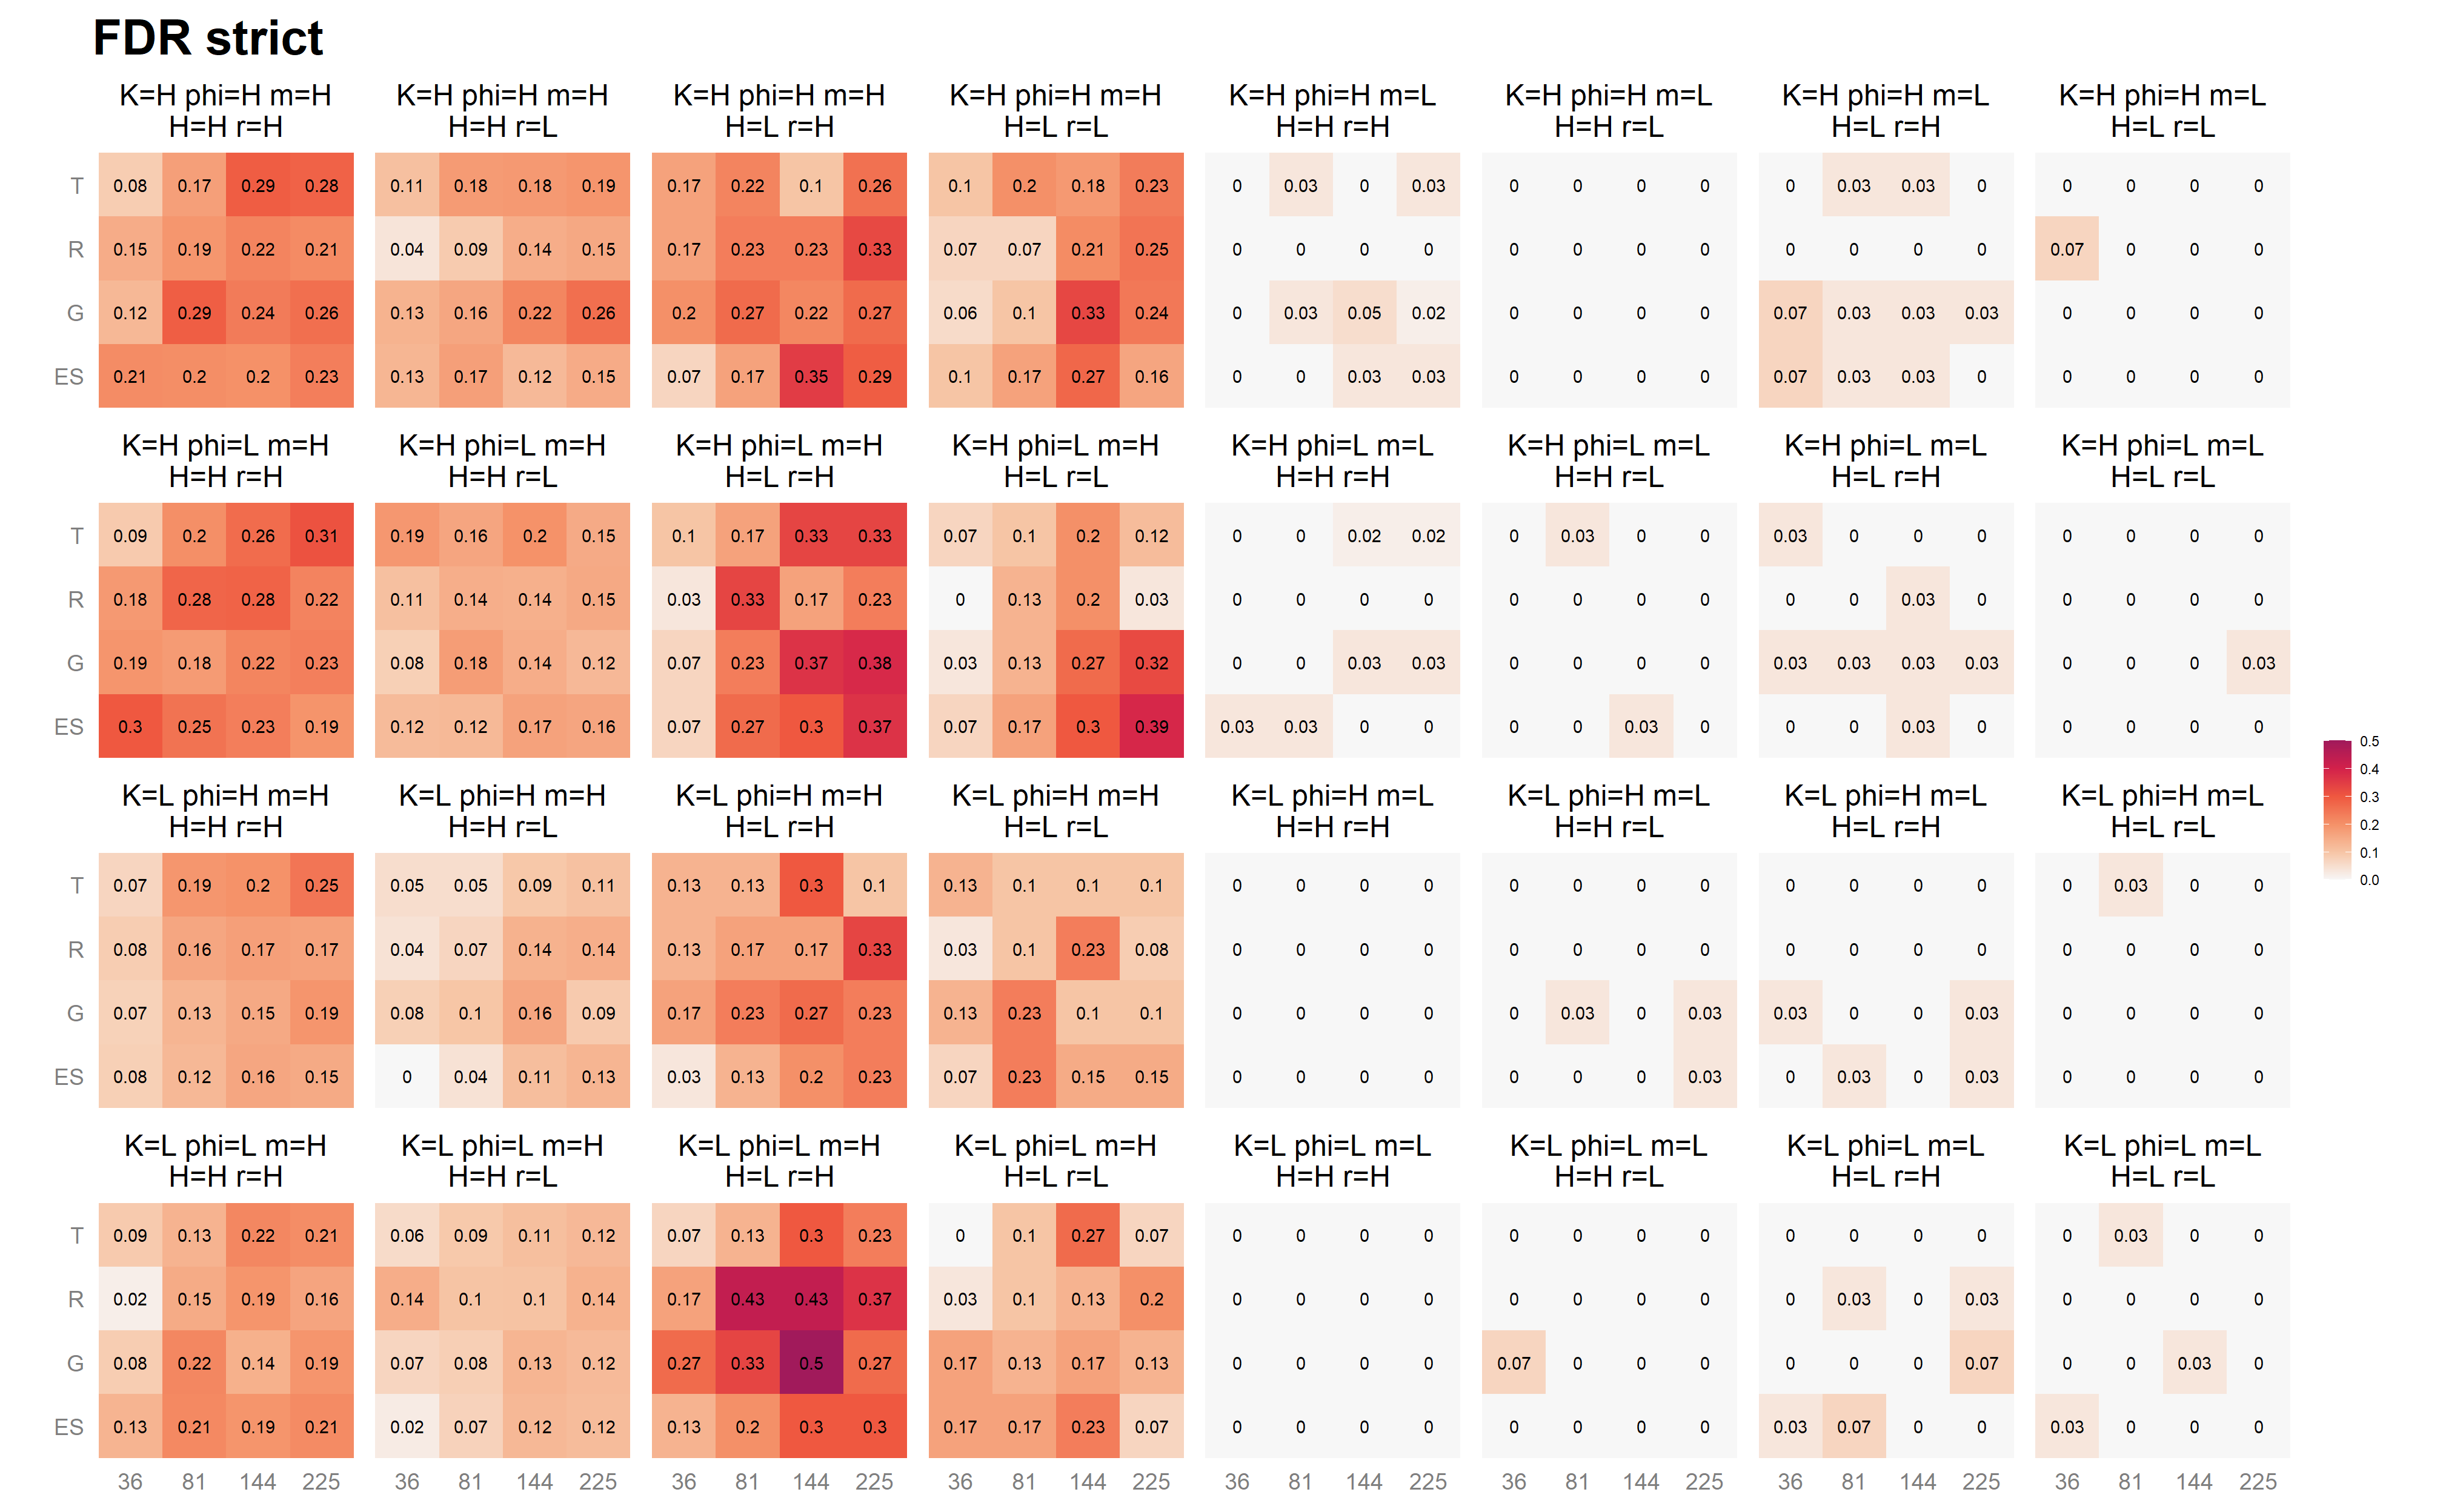 FDR strict
K=H phi=H m=H K=H phi=H m=H K=H phi=H m=H K=H phi=H m=H K=H phi=H m=L K=H phi=H m=L K=H phi=H m=L K=H phi=H m=L
H=H r=H H=H r=L H=L r=H H=L r=L H=H r=H H=H r=L H=L r=H H=L r=L
T 0.08 0.17 0.29 0.28 0.11 0.18 0.18 0.19 0.17 0.22 0.1 0.26 0.1 0.2 0.18 0.23 0 0.03 0 0.03 0 0 0 0 0 0.03 0.03 0 0 0 0 0
R 0.15 0.19 0.22 0.21 0.04 0.09 0.14 0.15 0.17 0.23 0.23 0.33 0.07 0.07 0.21 0.25 0 0 0 0 0 0 0 0 0 0 0 0 0.07 0 0 0
G 0.12 0.29 0.24 0.26 0.13 0.16 0.22 0.26 0.2 0.27 0.22 0.27 0.06 0.1 0.33 0.24 0 0.03 0.05 0.02 0 0 0 0 0.07 0.03 0.03 0.03 0 0 0 0
ES 0.21 0.2 0.2 0.23 0.13 0.17 0.12 0.15 0.07 0.17 0.35 0.29 0.1 0.17 0.27 0.16 0 0 0.03 0.03 0 0 0 0 0.07 0.03 0.03 0 0 0 0 0
K=H phi=L m=H K=H phi=L m=H K=H phi=L m=H K=H phi=L m=H K=H phi=L m=L K=H phi=L m=L K=H phi=L m=L K=H phi=L m=L
H=H r=H H=H r=L H=L r=H H=L r=L H=H r=H H=H r=L H=L r=H H=L r=L
T 0.09 0.2 0.26 0.31 0.19 0.16 0.2 0.15 0.1 0.17 0.33 0.33 0.07 0.1 0.2 0.12 0 0 0.02 0.02 0 0.03 0 0 0.03 0 0 0 0 0 0 0
R 0.18 0.28 0.28 0.22 0.11 0.14 0.14 0.15 0.03 0.33 0.17 0.23 0 0.13 0.2 0.03 0 0 0 0 0 0 0 0 0 0 0.03 0 0 0 0 0
G 0.19 0.18 0.22 0.23 0.08 0.18 0.14 0.12 0.07 0.23 0.37 0.38 0.03 0.13 0.27 0.32 0 0 0.03 0.03 0 0 0 0 0.03 0.03 0.03 0.03 0 0 0 0.03
ES 0.3 0.25 0.23 0.19 0.12 0.12 0.17 0.16 0.07 0.27 0.3 0.37 0.07 0.17 0.3 0.39 0.03 0.03 0 0 0 0 0.03 0 0 0 0.03 0 0 0 0 0
0.5
0.4
0.3
0.2
0.1
0.0
K=L phi=H m=H K=L phi=H m=H K=L phi=H m=H K=L phi=H m=H K=L phi=H m=L K=L phi=H m=L K=L phi=H m=L K=L phi=H m=L
H=H r=H H=H r=L H=L r=H H=L r=L H=H r=H H=H r=L H=L r=H H=L r=L
T 0.07 0.19 0.2 0.25 0.05 0.05 0.09 0.11 0.13 0.13 0.3 0.1 0.13 0.1 0.1 0.1 0 0 0 0 0 0 0 0 0 0 0 0 0 0.03 0 0
R 0.08 0.16 0.17 0.17 0.04 0.07 0.14 0.14 0.13 0.17 0.17 0.33 0.03 0.1 0.23 0.08 0 0 0 0 0 0 0 0 0 0 0 0 0 0 0 0
G 0.07 0.13 0.15 0.19 0.08 0.1 0.16 0.09 0.17 0.23 0.27 0.23 0.13 0.23 0.1 0.1 0 0 0 0 0 0.03 0 0.03 0.03 0 0 0.03 0 0 0 0
ES 0.08 0.12 0.16 0.15 0 0.04 0.11 0.13 0.03 0.13 0.2 0.23 0.07 0.23 0.15 0.15 0 0 0 0 0 0 0 0.03 0 0.03 0 0.03 0 0 0 0
K=L phi=L m=H K=L phi=L m=H K=L phi=L m=H K=L phi=L m=H K=L phi=L m=L K=L phi=L m=L K=L phi=L m=L K=L phi=L m=L
H=H r=H H=H r=L H=L r=H H=L r=L H=H r=H H=H r=L H=L r=H H=L r=L
T 0.09 0.13 0.22 0.21 0.06 0.09 0.11 0.12 0.07 0.13 0.3 0.23 0 0.1 0.27 0.07 0 0 0 0 0 0 0 0 0 0 0 0 0 0.03 0 0
R 0.02 0.15 0.19 0.16 0.14 0.1 0.1 0.14 0.17 0.43 0.43 0.37 0.03 0.1 0.13 0.2 0 0 0 0 0 0 0 0 0 0.03 0 0.03 0 0 0 0
G 0.08 0.22 0.14 0.19 0.07 0.08 0.13 0.12 0.27 0.33 0.5 0.27 0.17 0.13 0.17 0.13 0 0 0 0 0.07 0 0 0 0 0 0 0.07 0 0 0.03 0
ES 0.13 0.21 0.19 0.21 0.02 0.07 0.12 0.12 0.13 0.2 0.3 0.3 0.17 0.17 0.23 0.07 0 0 0 0 0 0 0 0 0.03 0.07 0 0 0.03 0 0 0
36 81 144 225 36 81 144 225 36 81 144 225 36 81 144 225 36 81 144 225 36 81 144 225 36 81 144 225 36 81 144 225